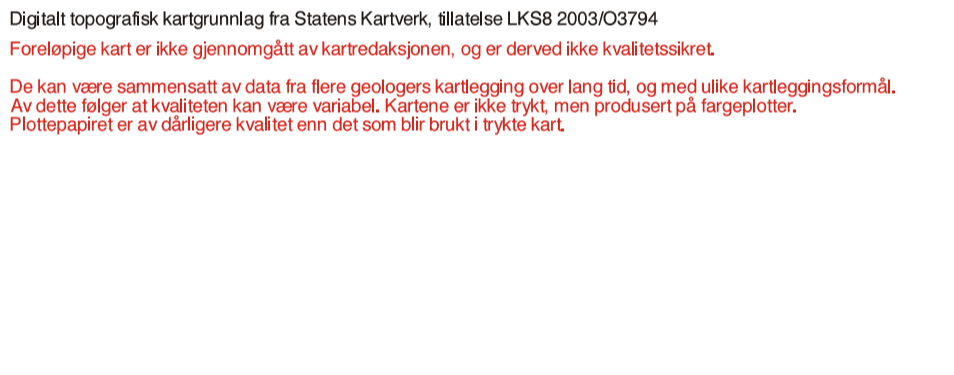 Digitalt topografisk kartgrunnlag fra Statens Kartverk, tillatelse LKS8 2003/O3794
Foreløpige kart er ikke gjennomgått av kartredaksjonen, og er derved ikke kvalitetssikret.
De kan være sammensatt av data fra flere geologers kartlegging over lang tid, og med ulike kartleggingsformål.
Av dette følger at kvaliteten kan være variabel. Kartene er ikke trykt, men produsert på fargeplotter.
Plottepapiret er av dårligere kvalitet enn det som blir brukt i trykte kart.